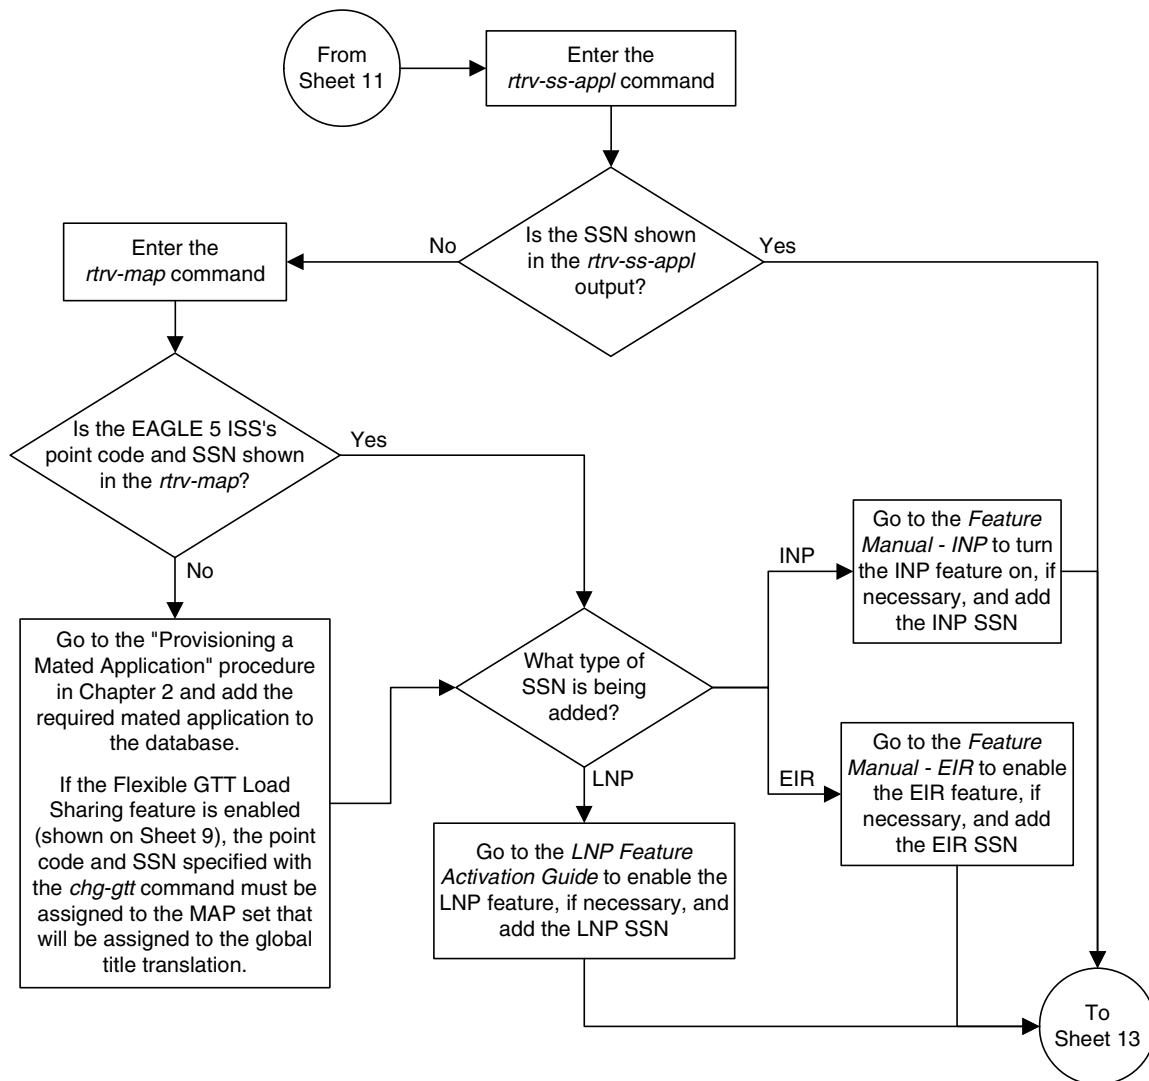 From
Sheet 11
Enter the
rtrv-ss-appl command
Is the SSN shown
in the rtrv-ss-appl
output?
No
Yes
Enter the
rtrv-map command
Is the EAGLE 5 ISS's
point code and SSN shown
in the rtrv-map?
Yes
No
Go to the "Provisioning a
Mated Application" procedure
in Chapter 2 and add the
required mated application to
the database.
If the Flexible GTT Load
Sharing feature is enabled
(shown on Sheet 9), the point
code and SSN specified with
the chg-gtt command must be
assigned to the MAP set that
will be assigned to the global
title translation.
What type of
SSN is being
added?
INP
Go to the Feature
Manual - INP to turn
the INP feature on, if
necessary, and add
the INP SSN
EIR
Go to the Feature
Manual - EIR to enable
the EIR feature, if
necessary, and add
the EIR SSN
LNP
Go to the LNP Feature
Activation Guide to enable the
LNP feature, if necessary, and
add the LNP SSN
To
Sheet 13